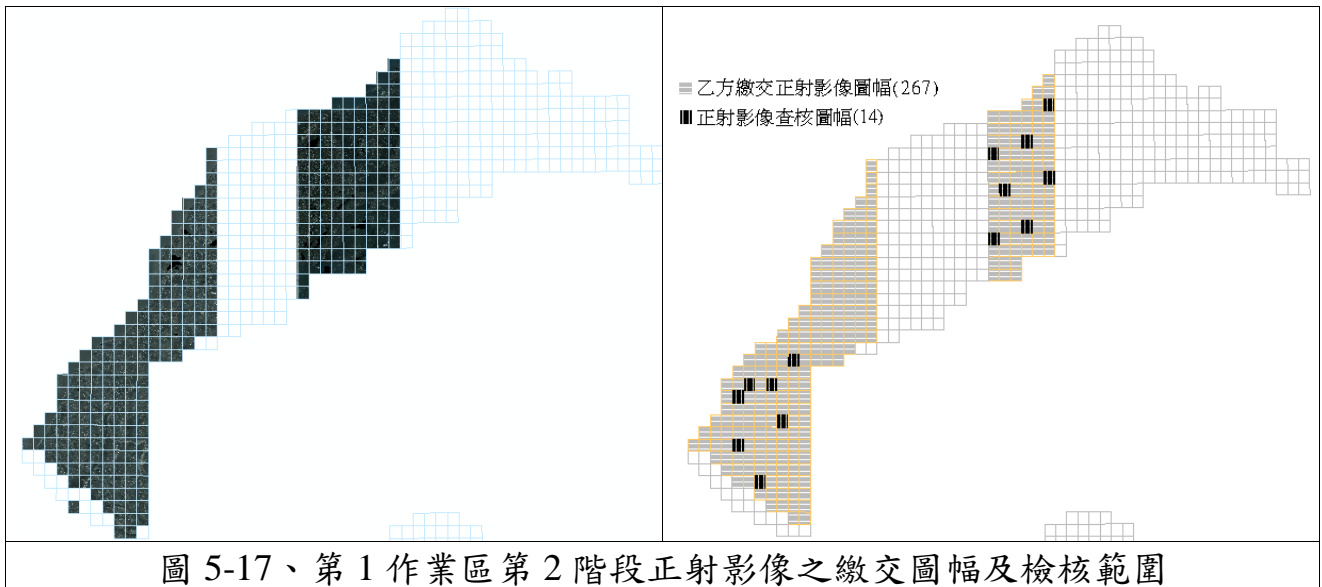 乙方繳交正射影像圖幅(267)
正射影像查核圖幅(14)
圖 5-17、第 1 作業區第 2 階段正射影像之繳交圖幅及檢核範圍